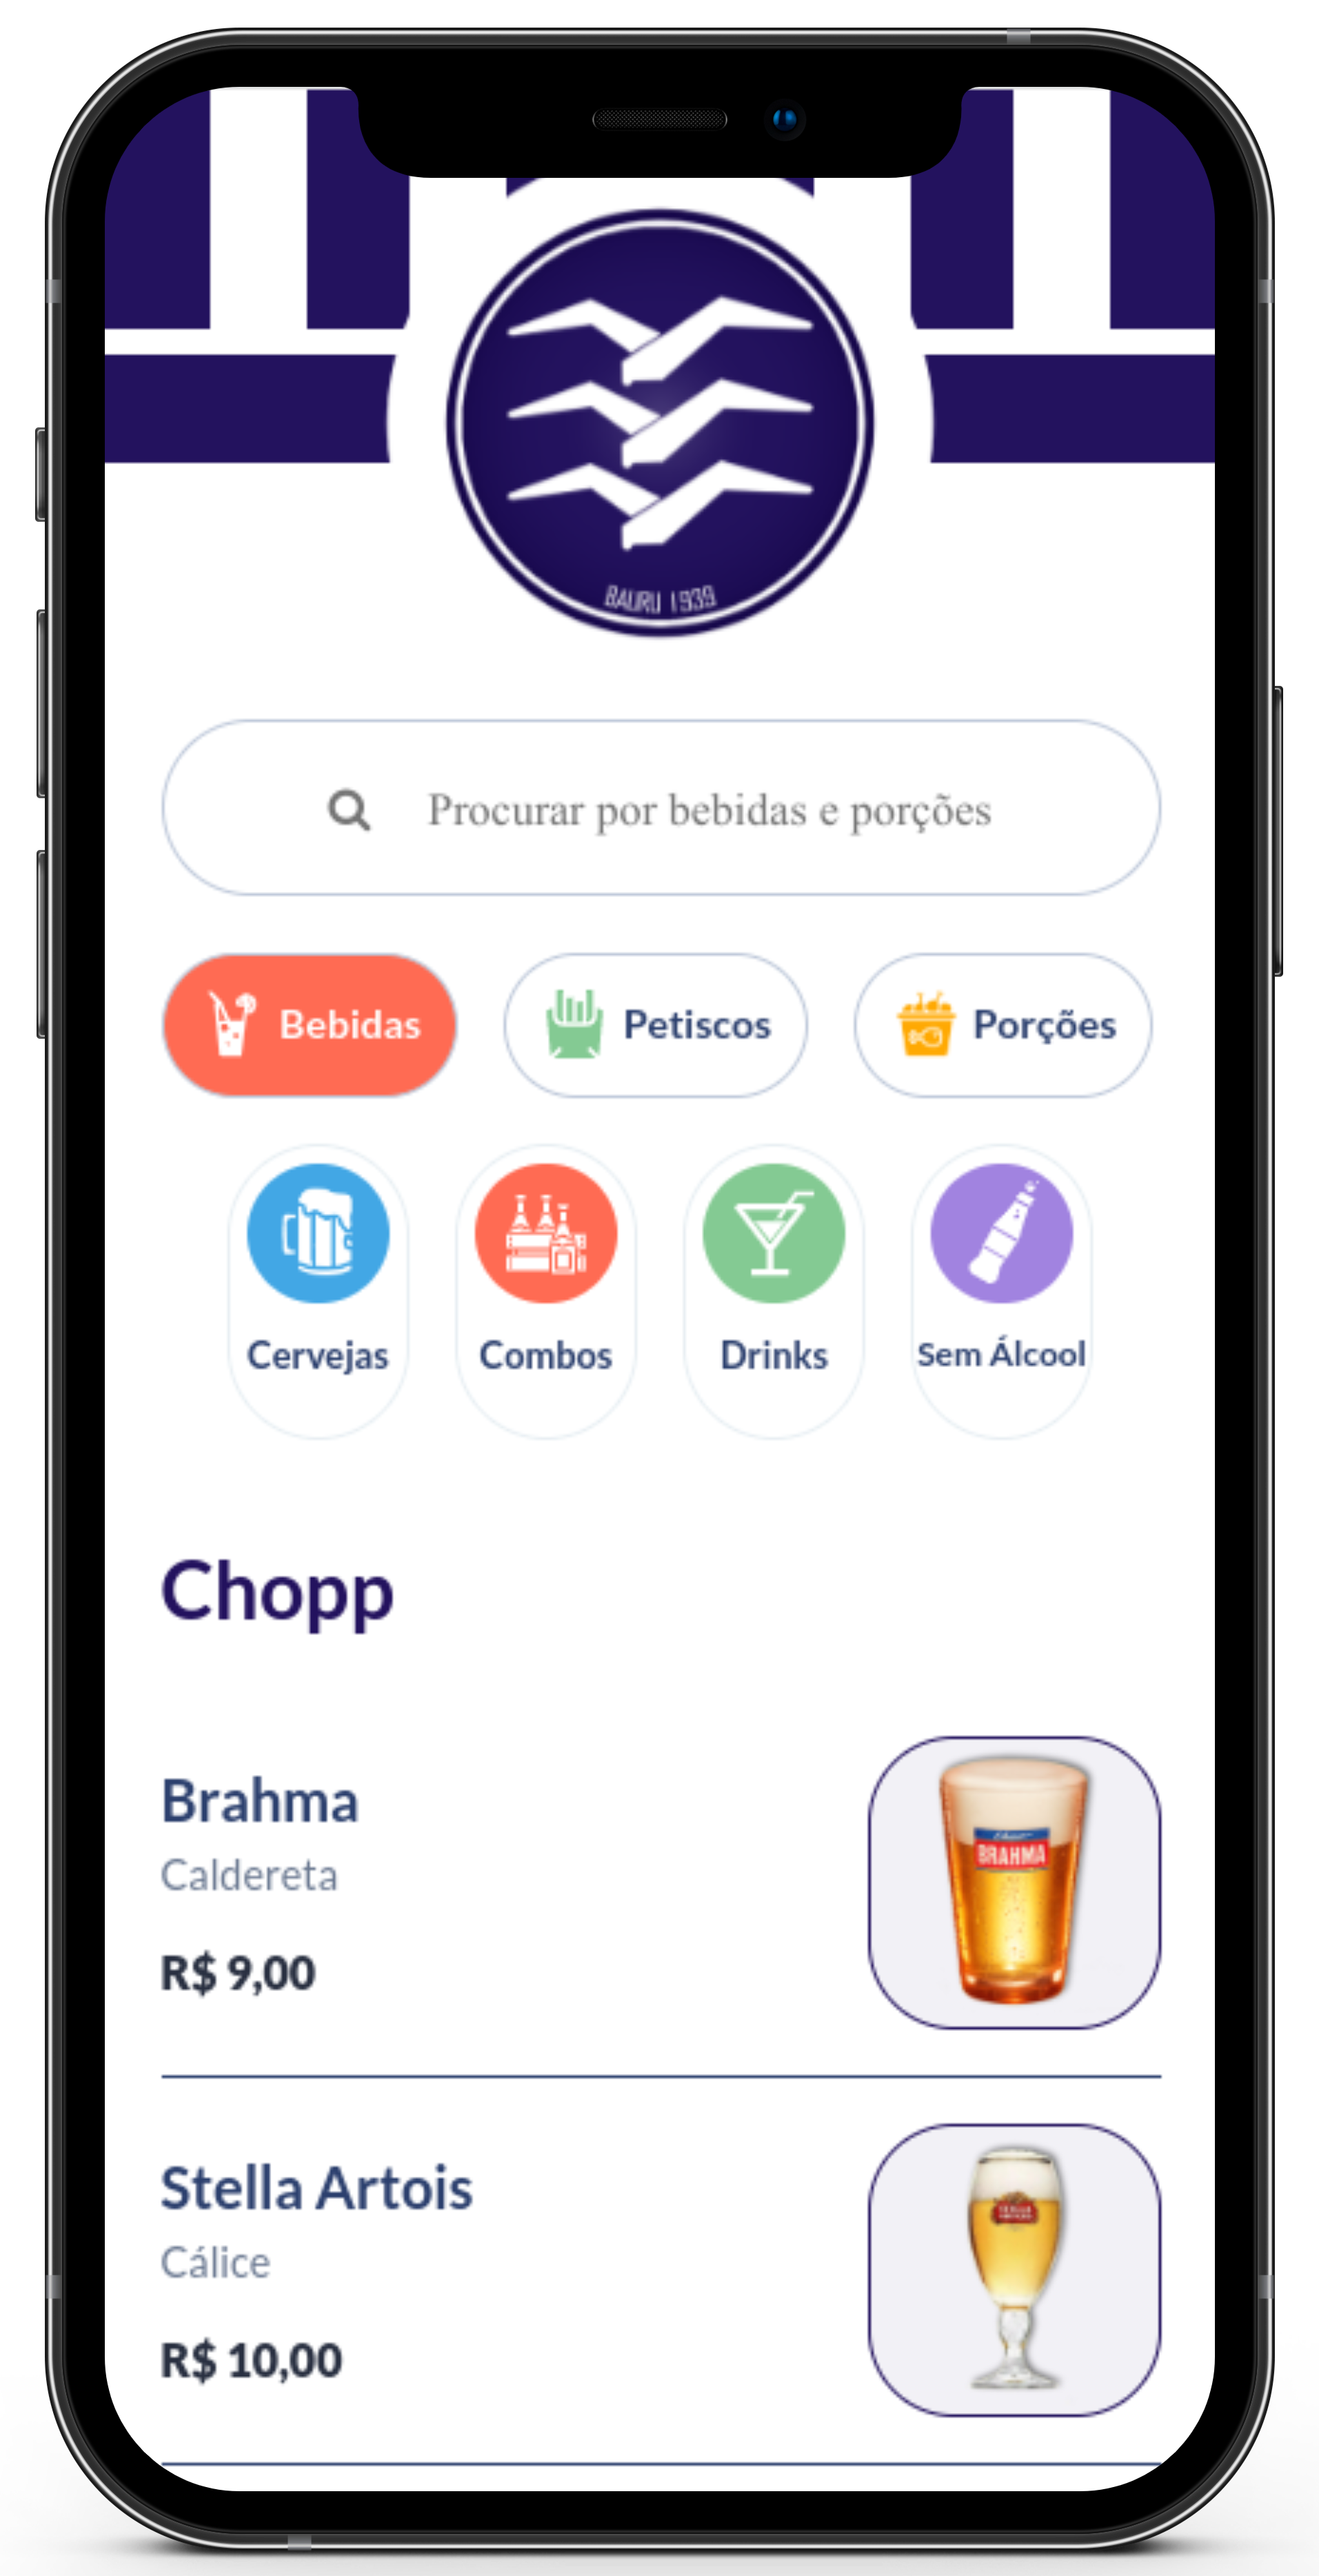 BAURU 1939
Procurar por bebidas e porções
Bebidas Petiscos Porções
Cervejas Combos Drinks Sem Álcool
Chopp
Brahma
Caldereta
R$ 9,00
BRAHMA
Stella Artois
Cálice
R$ 10,00